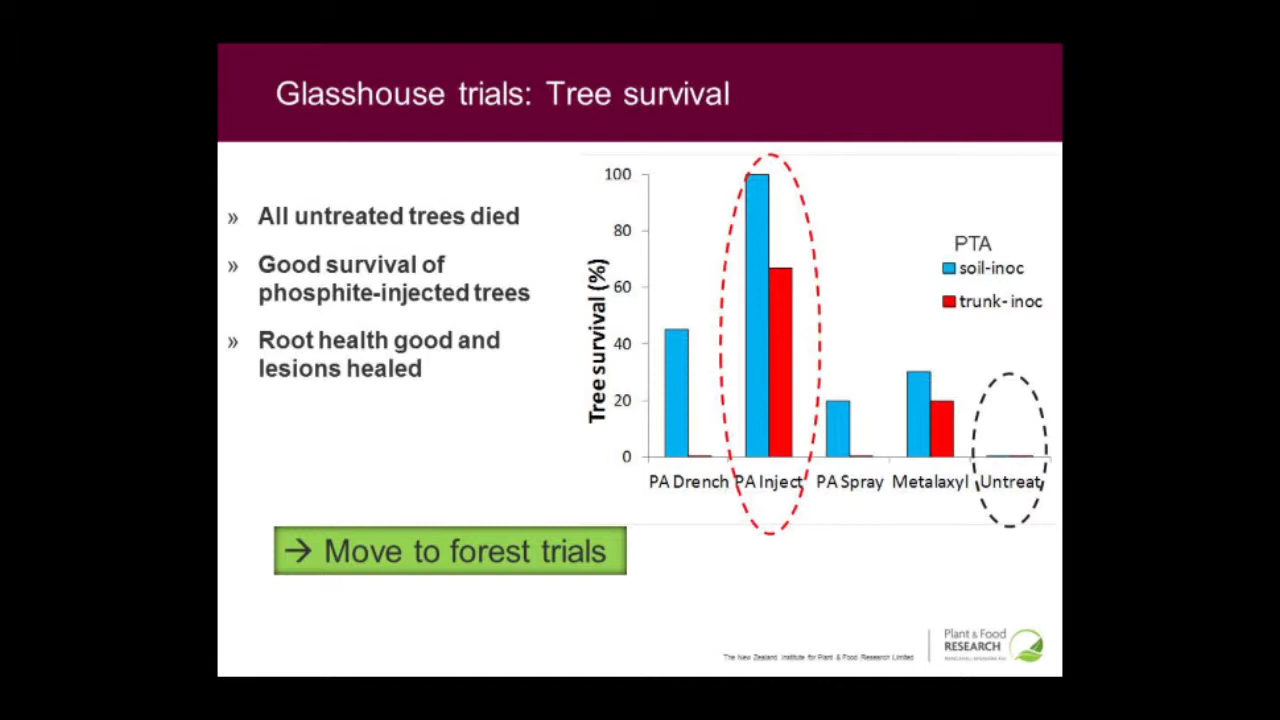 Glasshouse trials: Tree survival
» All untreated trees died
» Good survival of
phosphite-injected trees
» Root health good and
lesions healed
→ Move to forest trials
Tree survival (%)
100
80
60
40
20
0
PA Drench PA Inject PA Spray Metalaxyl Untreat
PTA
soil-inoc
trunk- inoc
The New Zealand Institute for Plant & Food Research Limited
Plant & Food
RESEARCH